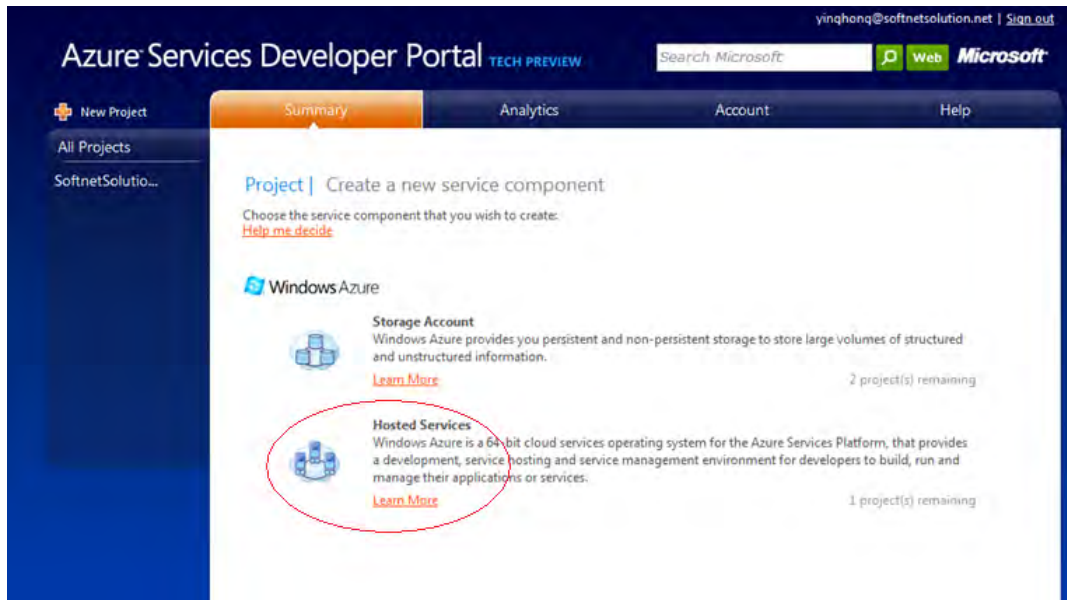 yinghong@softnetsolution.net | Sign out
Azure Services Developer Portal TECH PREVIEW
Search Microsoft
Web
Microsoft
New Project
Summary
Analytics
Account
Help
All Projects
SoftnetSolutio...
Project | Create a new service component
Choose the service component that you wish to create:
Help me decide
Windows Azure
Storage Account
Windows Azure provides you persistent and non-persistent storage to store large volumes of structured
and unstructured information.
Learn More
2 project(s) remaining
Hosted Services
Windows Azure is a 64-bit cloud services operating system for the Azure Services Platform, that provides
a development, service hosting and service management environment for developers to build, run and
manage their applications or services.
Learn More
1 project(s) remaining